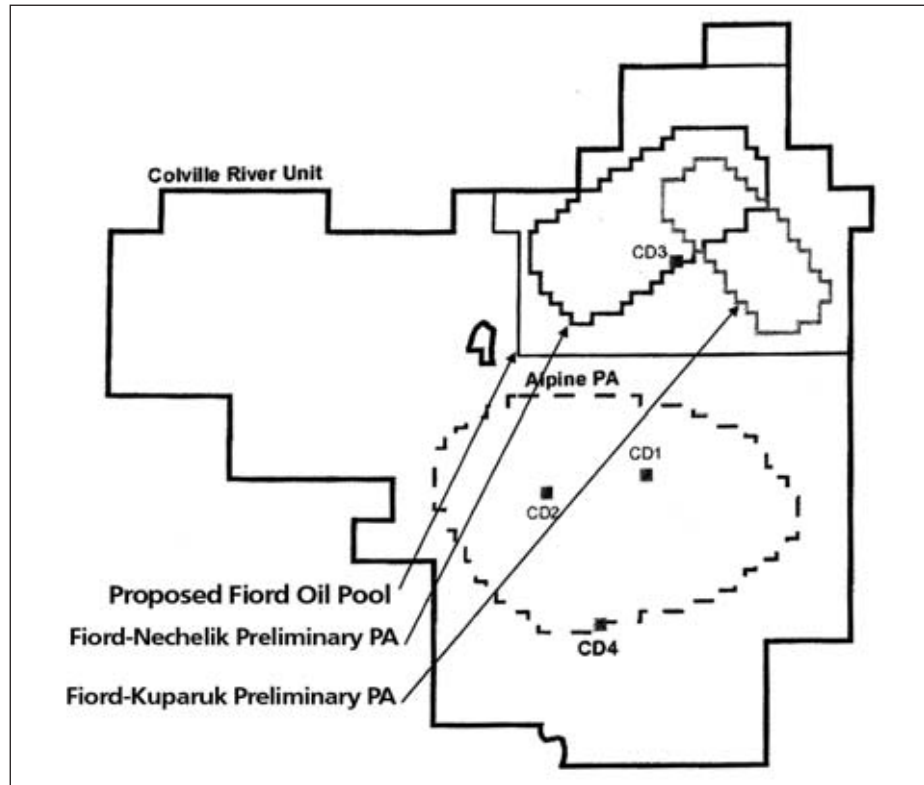 Colville River Unit
CD3
Alpine PA
CD1
CD2
Proposed Fiord Oil Pool
Fiord-Nechelik Preliminary PA
CD4
Fiord-Kuparuk Preliminary PA